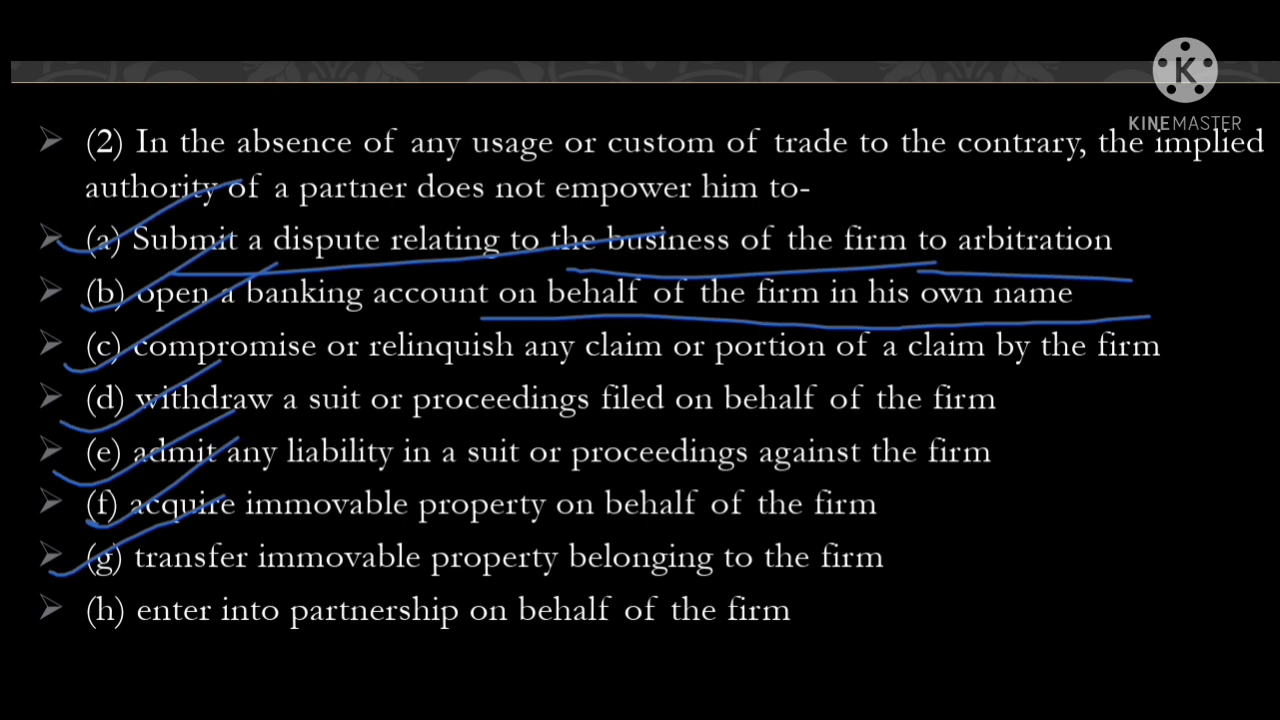 K
KINEMASTER
(2) In the absence of any usage or custom of trade to the contrary, the implied
authority of a partner does not empower him to-
(a) Submit a dispute relating to the business of the firm to arbitration
(b) open a banking account on behalf of the firm in his own name
(c) compromise or relinquish any claim or portion of a claim by the firm
(d) withdraw a suit or proceedings filed on behalf of the firm
(e) admit any liability in a suit or proceedings against the firm
(f) acquire immovable property on behalf of the firm
(g) transfer immovable property belonging to the firm
(h) enter into partnership on behalf of the firm